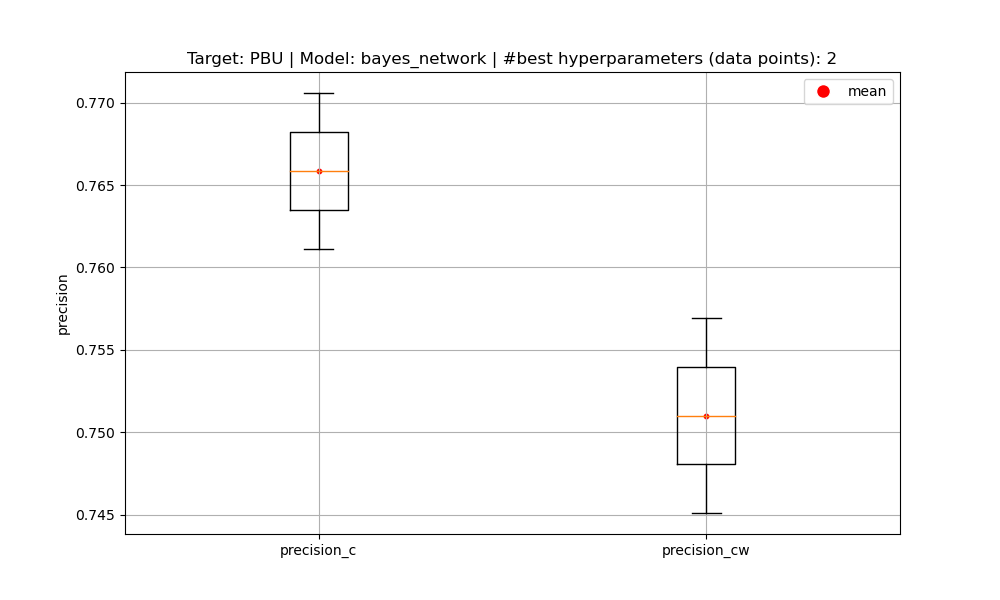 Target: PBU | Model: bayes_network | #best hyperparameters (data points): 2
mean
0.770
0.765
0.760
0.755
0.750
0.745
precision
precision_c
precision_cw